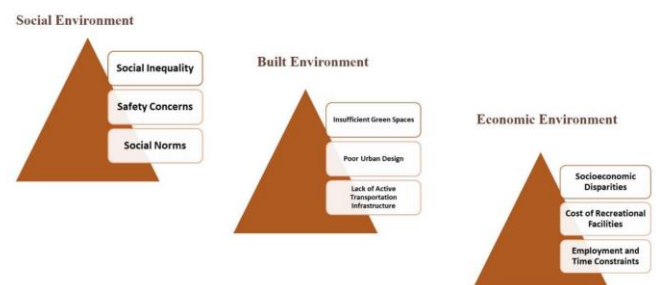 Social Environment
Social Inequality
Safety Concerns
Social Norms
Built Environment
Insufficient Green Spaces
Poor Urban Design
Lack of Active
Transportation
Infrastructure
Economic Environment
Socioeconomic
Disparities
Cost of Recreational
Facilities
Employment and
Time Constraints